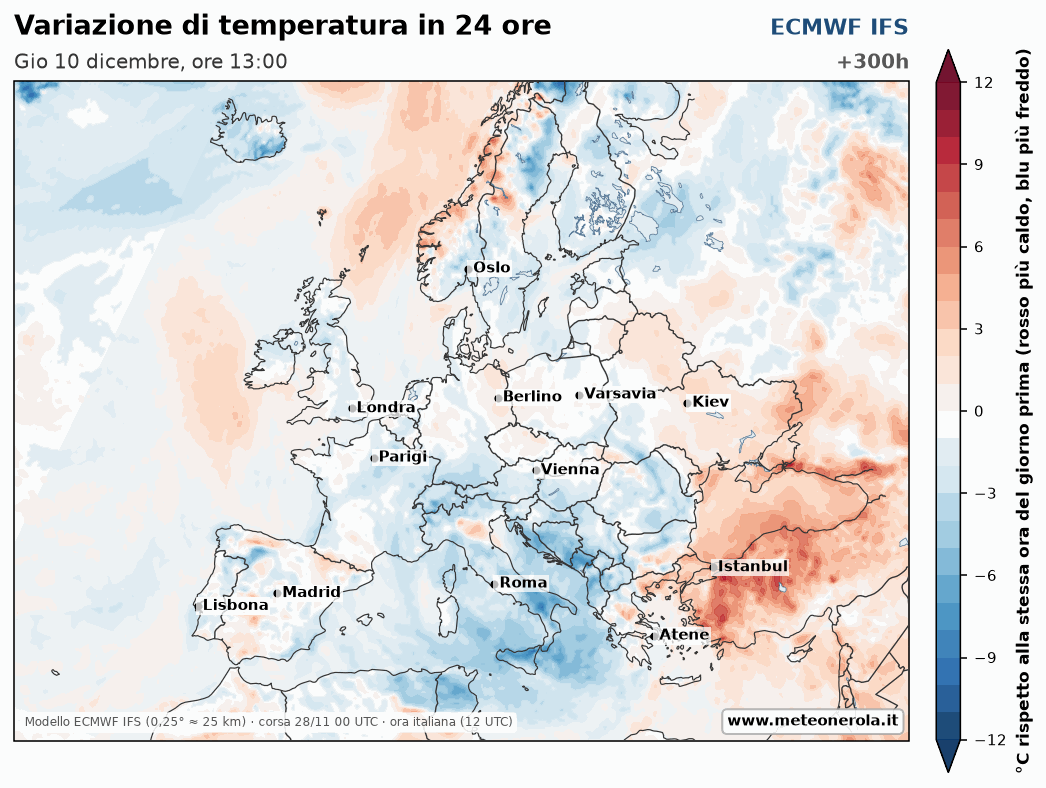 Variazione di temperatura in 24 ore
ECMWF IFS
Gio 10 dicembre, ore 13:00
+300h
Oslo
Londra
Berlino
Varsavia
Kiev
Parigi
Vienna
Istanbul
Roma
Madrid
Lisbona
Atene
Modello ECMWF IFS (0,25° ≈ 25 km) · corsa 28/11 00 UTC · ora italiana (12 UTC)
www.meteonerola.it
12
9
6
3
0
−3
−6
−9
−12
°C rispetto alla stessa ora del giorno prima (rosso più caldo, blu più freddo)